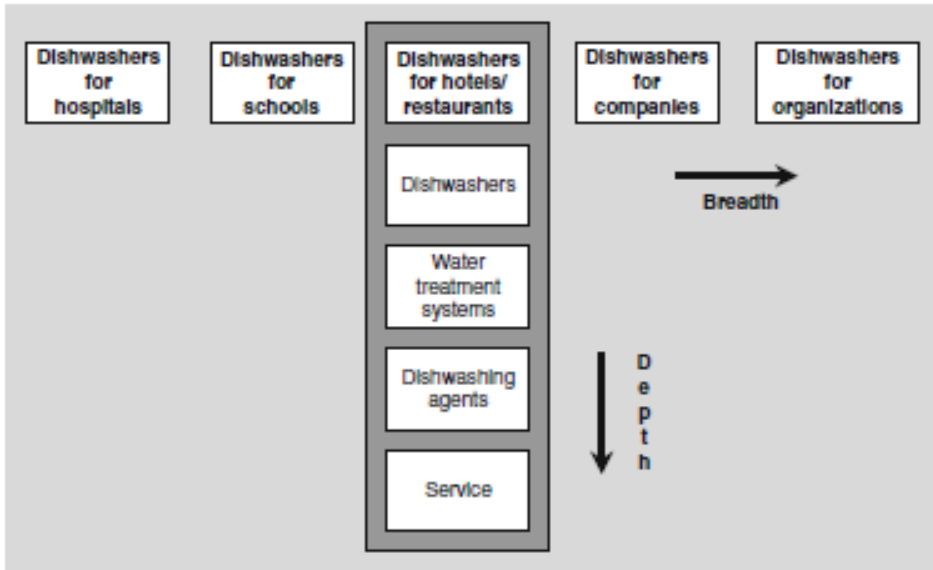 Dishwashers
for
hospitals
Dishwashers
for
schools
Dishwashers
for hotels/
restaurants
Dishwashers
for
companies
Dishwashers
for
organizations
Dishwashers
Breadth
Water
treatment
systems
Dishwashing
agents
D
e
p
t
h
Service